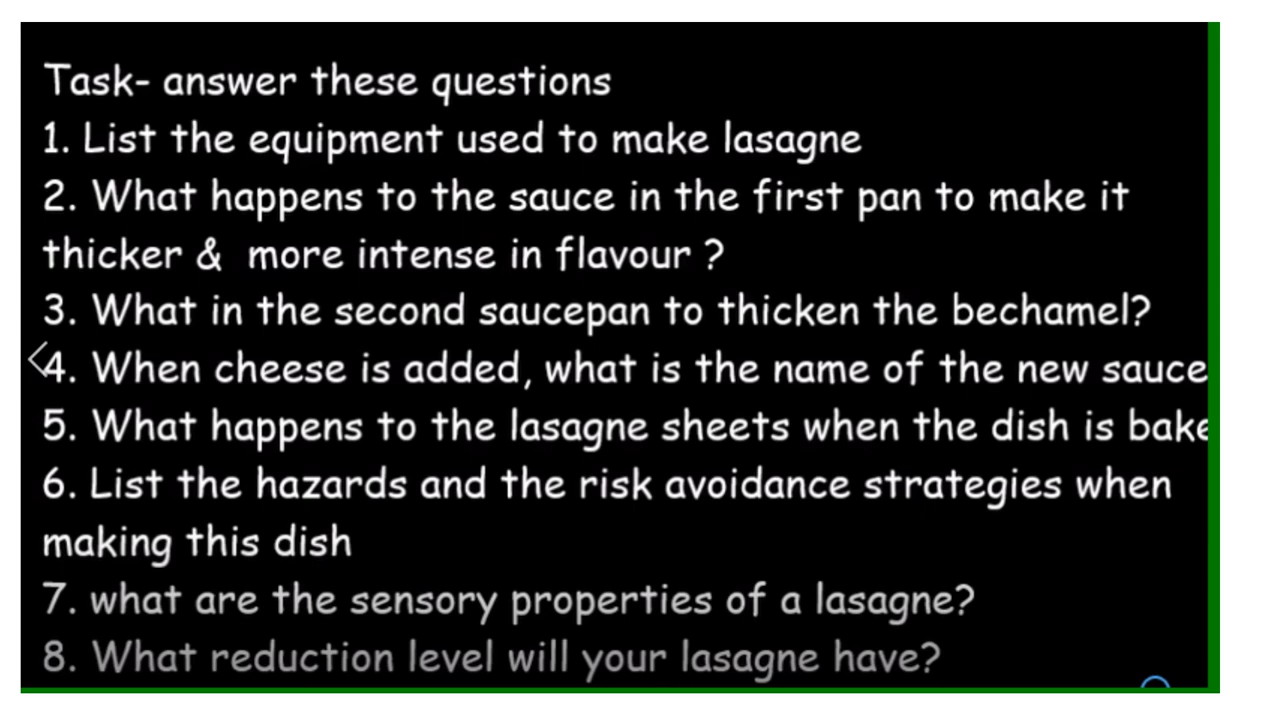 Task- answer these questions
1. List the equipment used to make lasagne
2. What happens to the sauce in the first pan to make it
thicker & more intense in flavour ?
3. What in the second saucepan to thicken the bechamel?
4. When cheese is added, what is the name of the new sauce
5. What happens to the lasagne sheets when the dish is bake
6. List the hazards and the risk avoidance strategies when
making this dish
7. what are the sensory properties of a lasagne?
8. What reduction level will your lasagne have?